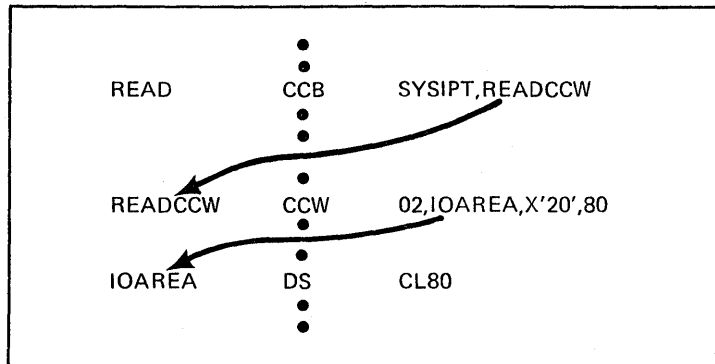 READ CCB SYSIPT,READCCW
READCCW CCW 02,IOAREA,X'20',80
IOAREA DS CL80